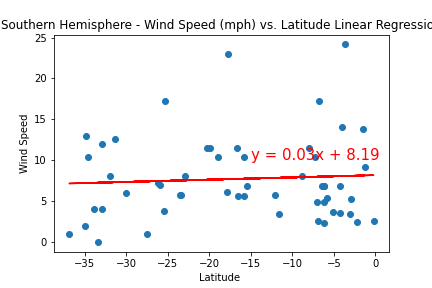 Southern Hemisphere - Wind Speed (mph) vs. Latitude Linear Regressio
25
20
15
10
5
0
Wind Speed
y = 0.03x + 8.19
−35 −30 −25 −20 −15 −10 −5 0
Latitude